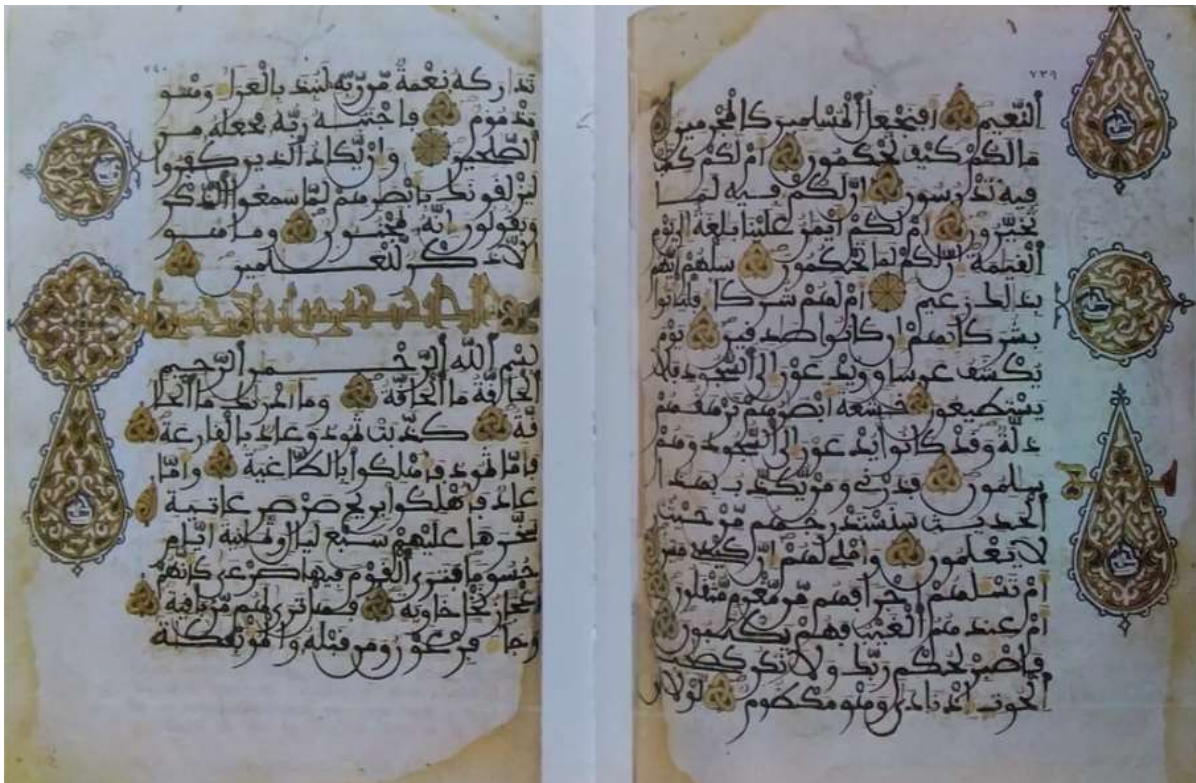 ٧٣٩
النعيم أفنجعل المسلمين كالمجرمين
ما لكم كيف تحكمون أم لكم كتب
فيه تدرسون إن لكم فيه لما
تخيرون أم لكم أيمن علينا بلغة إلى يوم
القيمة إن لكم لما تحكمون سلهم أيهم
بذلك زعيم أم لهم شركاء فليأتوا
بشركائهم إن كانوا صدقين يوم
يكشف عن ساق ويدعون إلى السجود فلا
يستطيعون خشعة أبصرهم ترهقهم
ذلة وقد كانوا يدعون إلى السجود وهم
سلمون فذرني ومن يكذب بهذا
الحديث سنستدرجهم من حيث
لا يعلمون وأملي لهم إن كيدي متين
أم تسلهم أجرا فهم من مغرم مثقلون
أم عندهم الغيب فهم يكتبون
فاصبر لحكم ربك ولا تكن كصحب
الحوت إذ نادى وهو مكظوم لولا أن
٧٤٠
تدركه نعمة من ربه لنبذ بالعراء وهو
مذموم فاجتبه ربه فجعله من
الصلحين وإن يكاد الذين كفروا
ليزلقونك بأبصرهم لما سمعوا الذكر
ويقولون إنه لمجنون وما هو
إلا ذكر للعلمين
بسم الله الرحمن الرحيم
الحاقة ما الحاقة وما أدريك ما الحا
قة كذبت ثمود وعاد بالقارعة
فأما ثمود فأهلكوا بالطاغية وأما
عاد فأهلكوا بريح صرصر عاتية
سخرها عليهم سبع ليال وثمنية أيام
حسوما فترى القوم فيها صرعى كأنهم
أعجاز نخل خاوية فهل ترى لهم من باقية
وجاء فرعون ومن قبله والمؤتفكت